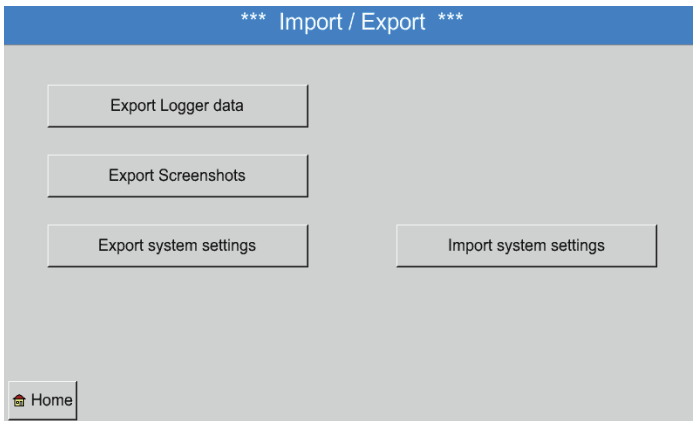 *** Import / Export ***
Export Logger data
Export Screenshots
Export system settings
Import system settings
Home